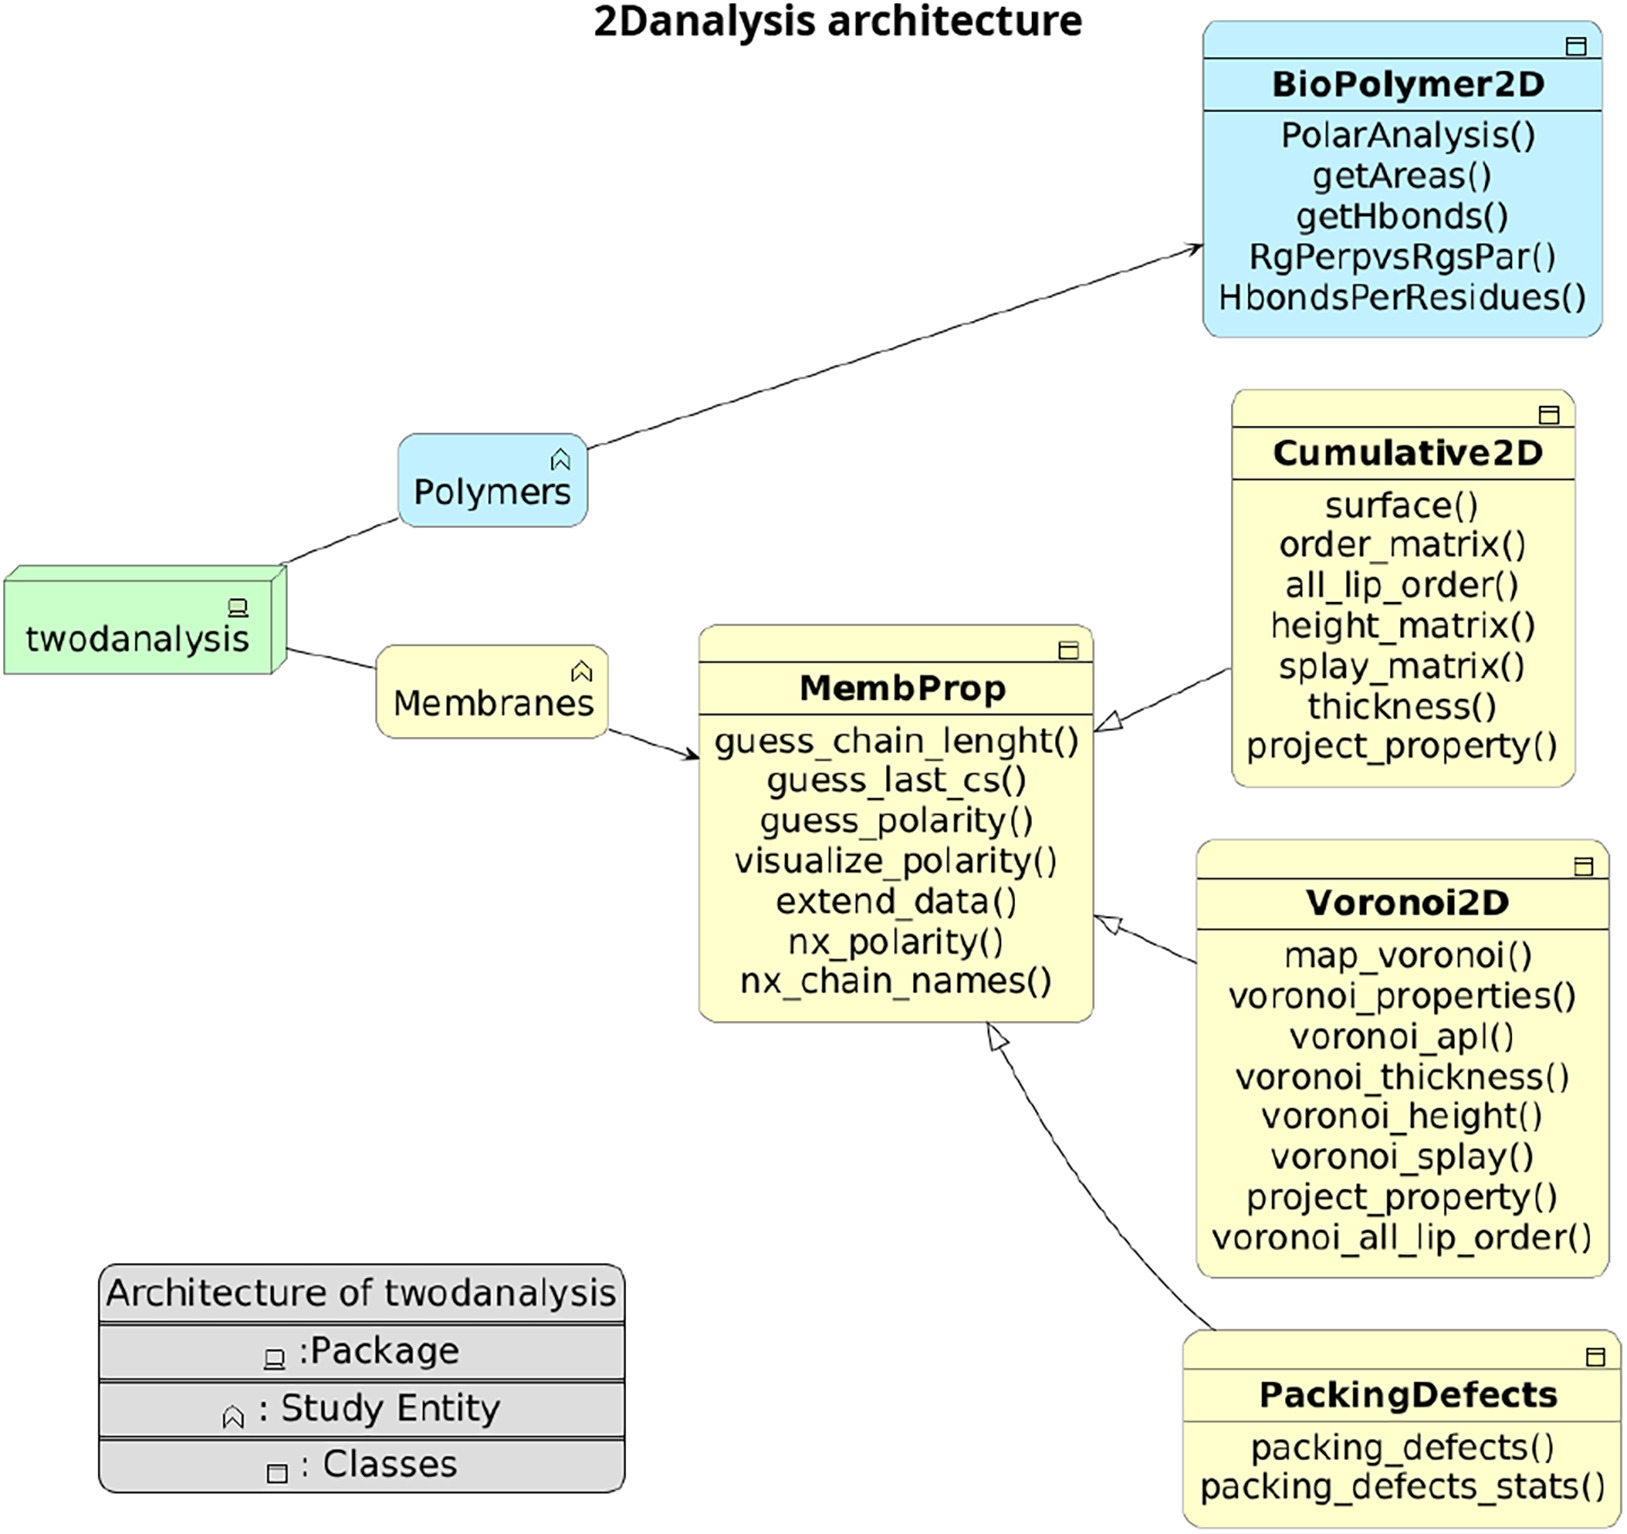 2Danalysis architecture
BioPolymer2D
PolarAnalysis()
getAreas()
getHbonds()
RgPerpvsRgsPar()
HbondsPerResidues()
Polymers
twodanalysis
Membranes
MembProp
guess_chain_lenght()
guess_last_cs()
guess_polarity()
visualize_polarity()
extend_data()
nx_polarity()
nx_chain_names()
Cumulative2D
surface()
order_matrix()
all_lip_order()
height_matrix()
splay_matrix()
thickness()
project_property()
Voronoi2D
map_voronoi()
voronoi_properties()
voronoi_apl()
voronoi_thickness()
voronoi_height()
voronoi_splay()
project_property()
voronoi_all_lip_order()
PackingDefects
packing_defects()
packing_defects_stats()
Architecture of twodanalysis
:Package
: Study Entity
: Classes